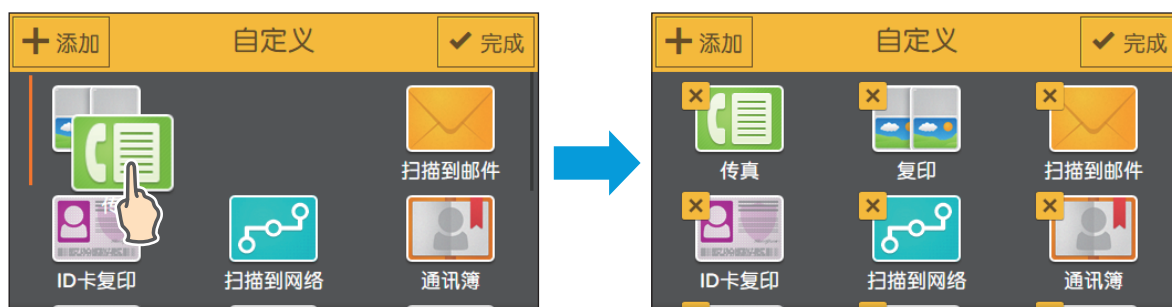 添加 自定义 完成
扫描到邮件
传
ID卡复印 扫描到网络 通讯簿
添加 自定义 完成
传真 复印 扫描到邮件
ID卡复印 扫描到网络 通讯簿